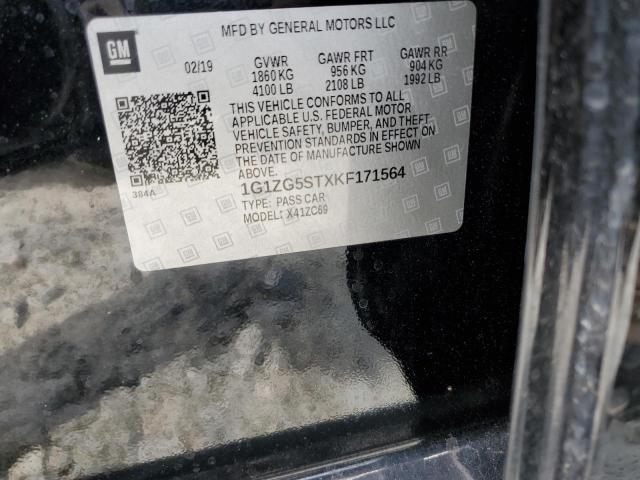 GM
MFD BY GENERAL MOTORS LLC
02/19 GVWR GAWR FRT GAWR RR
1860 KG 956 KG 904 KG
4100 LB 2108 LB 1992 LB
THIS VEHICLE CONFORMS TO ALL
APPLICABLE U.S. FEDERAL MOTOR
VEHICLE SAFETY, BUMPER, AND THEFT
PREVENTION STANDARDS IN EFFECT ON
THE DATE OF MANUFACTURE SHOWN
ABOVE.
1G1ZG5STXKF171564
TYPE: PASS CAR
MODEL: X41ZC69
384A